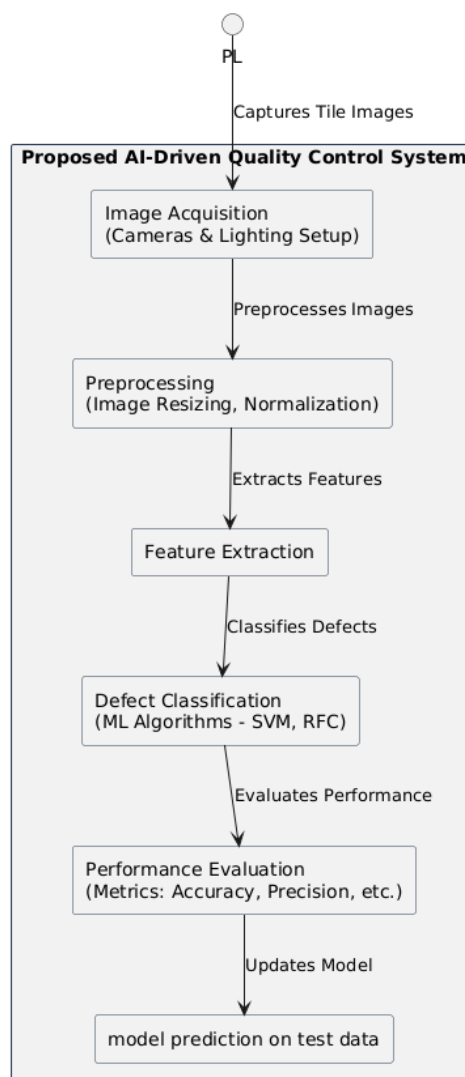 PL
Captures Tile Images
Proposed AI-Driven Quality Control System
Image Acquisition
(Cameras & Lighting Setup)
Preprocesses Images
Preprocessing
(Image Resizing, Normalization)
Extracts Features
Feature Extraction
Classifies Defects
Defect Classification
(ML Algorithms - SVM, RFC)
Evaluates Performance
Performance Evaluation
(Metrics: Accuracy, Precision, etc.)
Updates Model
model prediction on test data